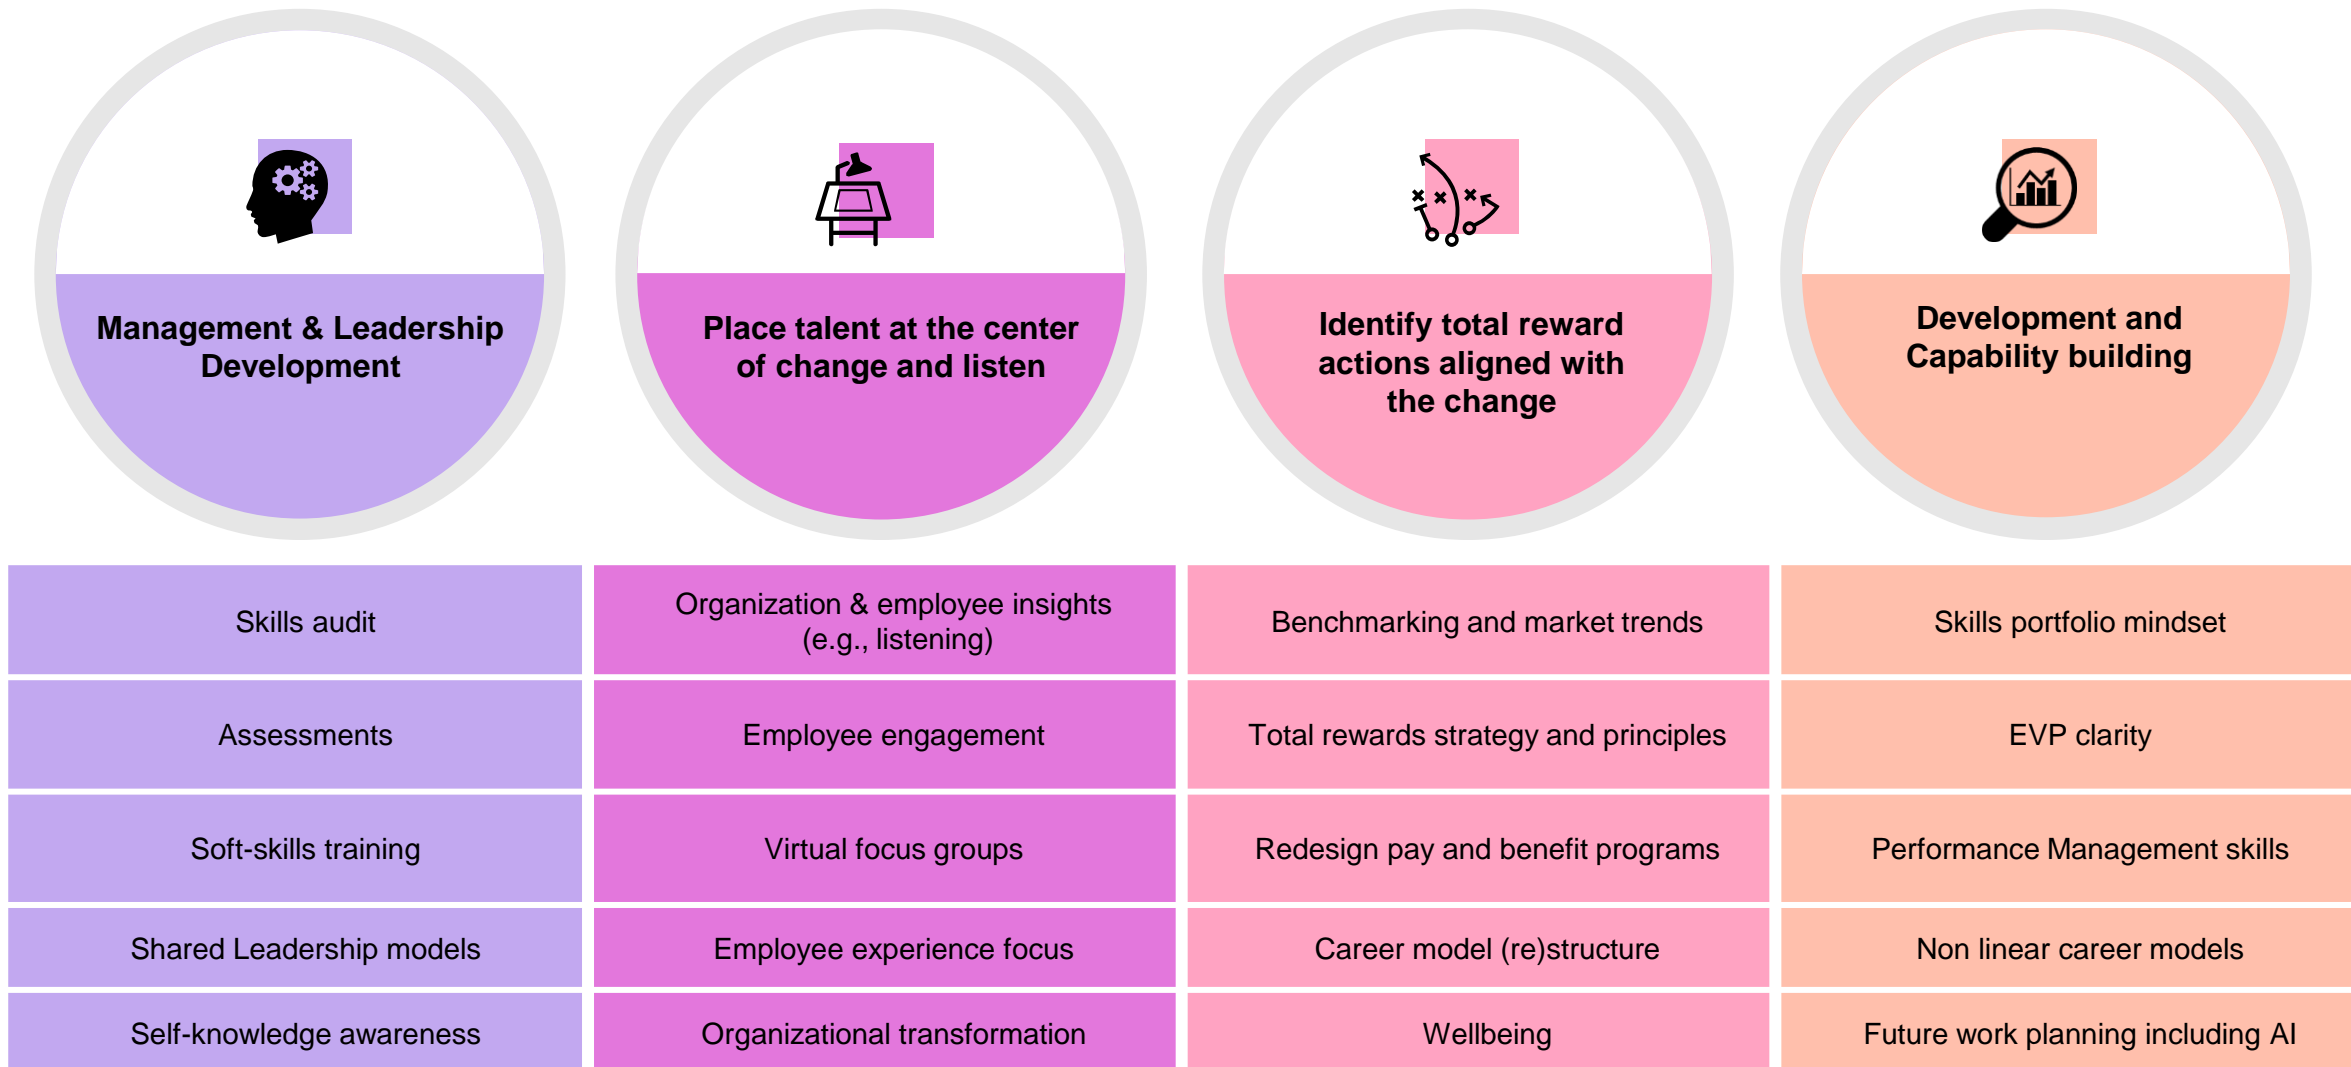 Management & Leadership
Development
Place talent at the center
of change and listen
Identify total reward
actions aligned with
the change
Development and
Capability building
Skills audit
Organization & employee insights
(e.g., listening)
Benchmarking and market trends
Skills portfolio mindset
Assessments
Employee engagement
Total rewards strategy and principles
EVP clarity
Soft-skills training
Virtual focus groups
Redesign pay and benefit programs
Performance Management skills
Shared Leadership models
Employee experience focus
Career model (re)structure
Non linear career models
Self-knowledge awareness
Organizational transformation
Wellbeing
Future work planning including AI